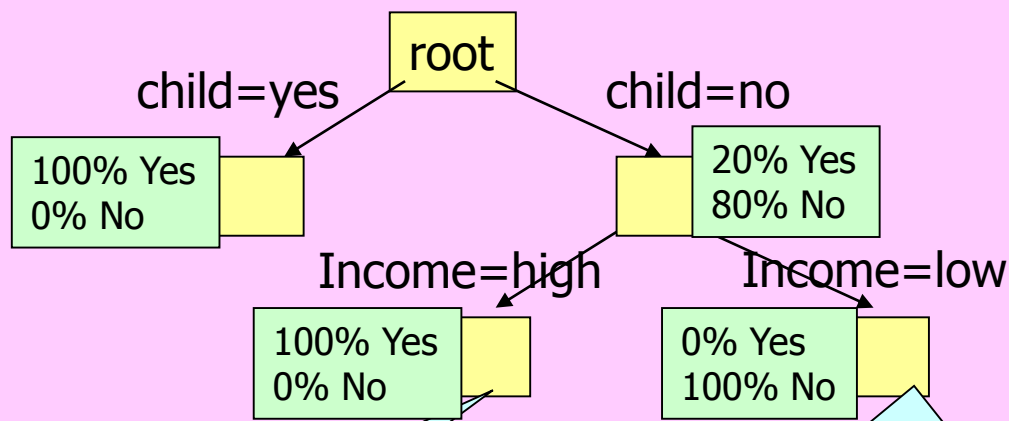 root
child=yes
child=no
100% Yes
0% No
20% Yes
80% No
Income=high
Income=low
100% Yes
0% No
0% Yes
100% No